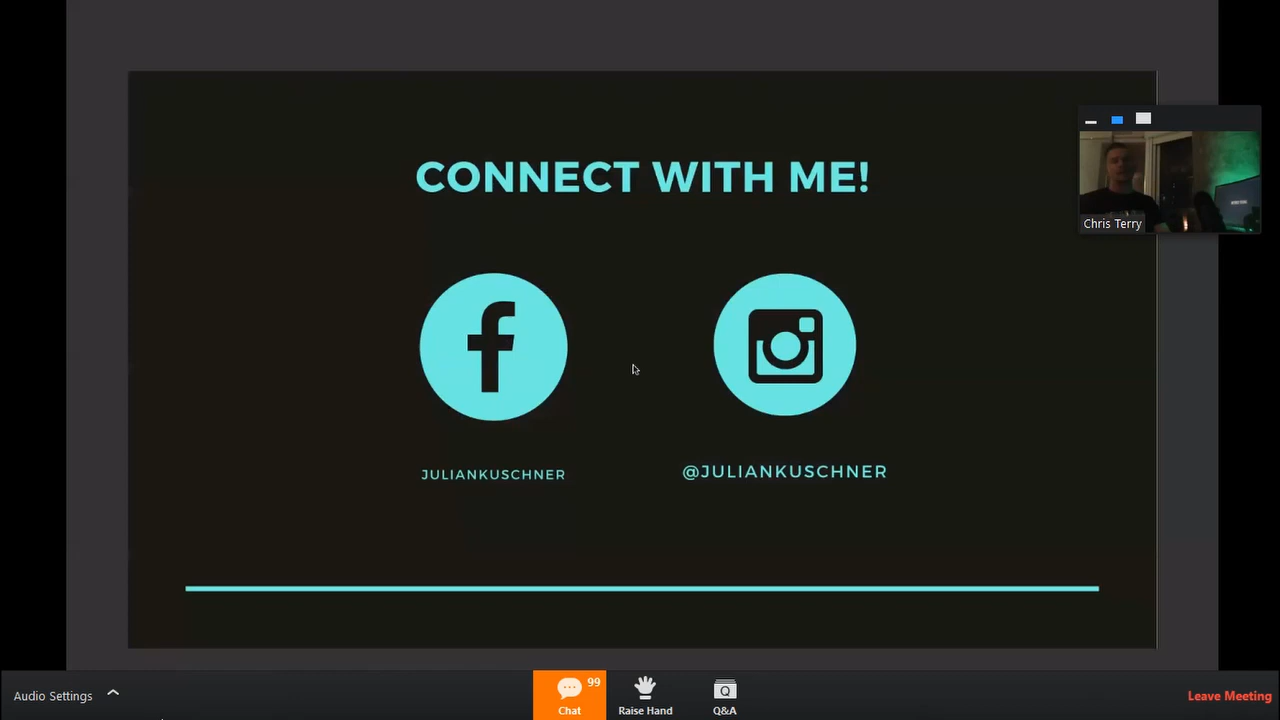 CONNECT WITH ME!
Chris Terry
JULIANKUSCHNER
@JULIANKUSCHNER
Audio Settings
99
Chat
Raise Hand
Q
Q&A
Leave Meeting